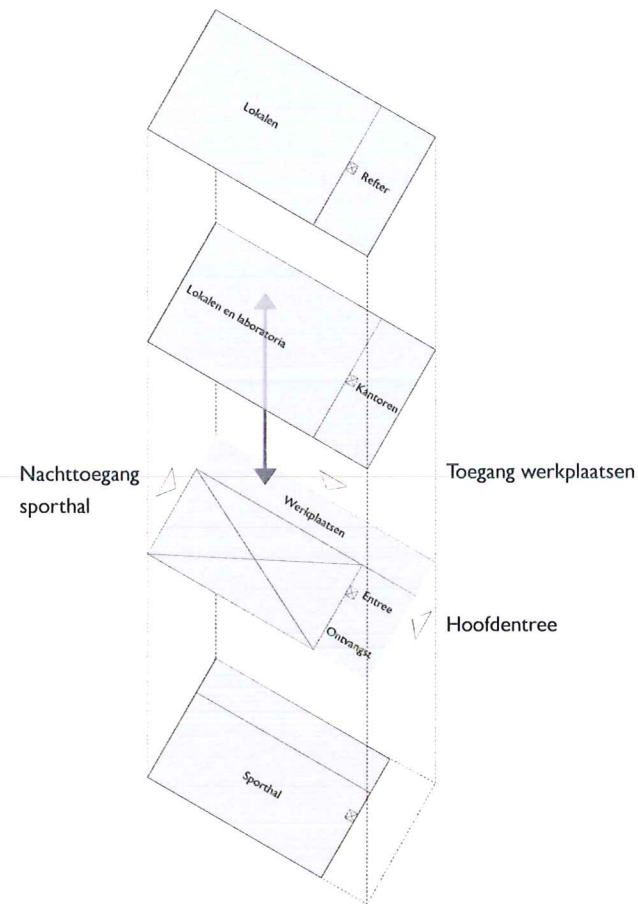 Lokalen
Refter
Lokalen en laboratoria
Kantoren
Nachttoegang
sporthal
Toegang werkplaatsen
Werkplaatsen
Entree
Ontvangst
Hoofdentree
Sporthal